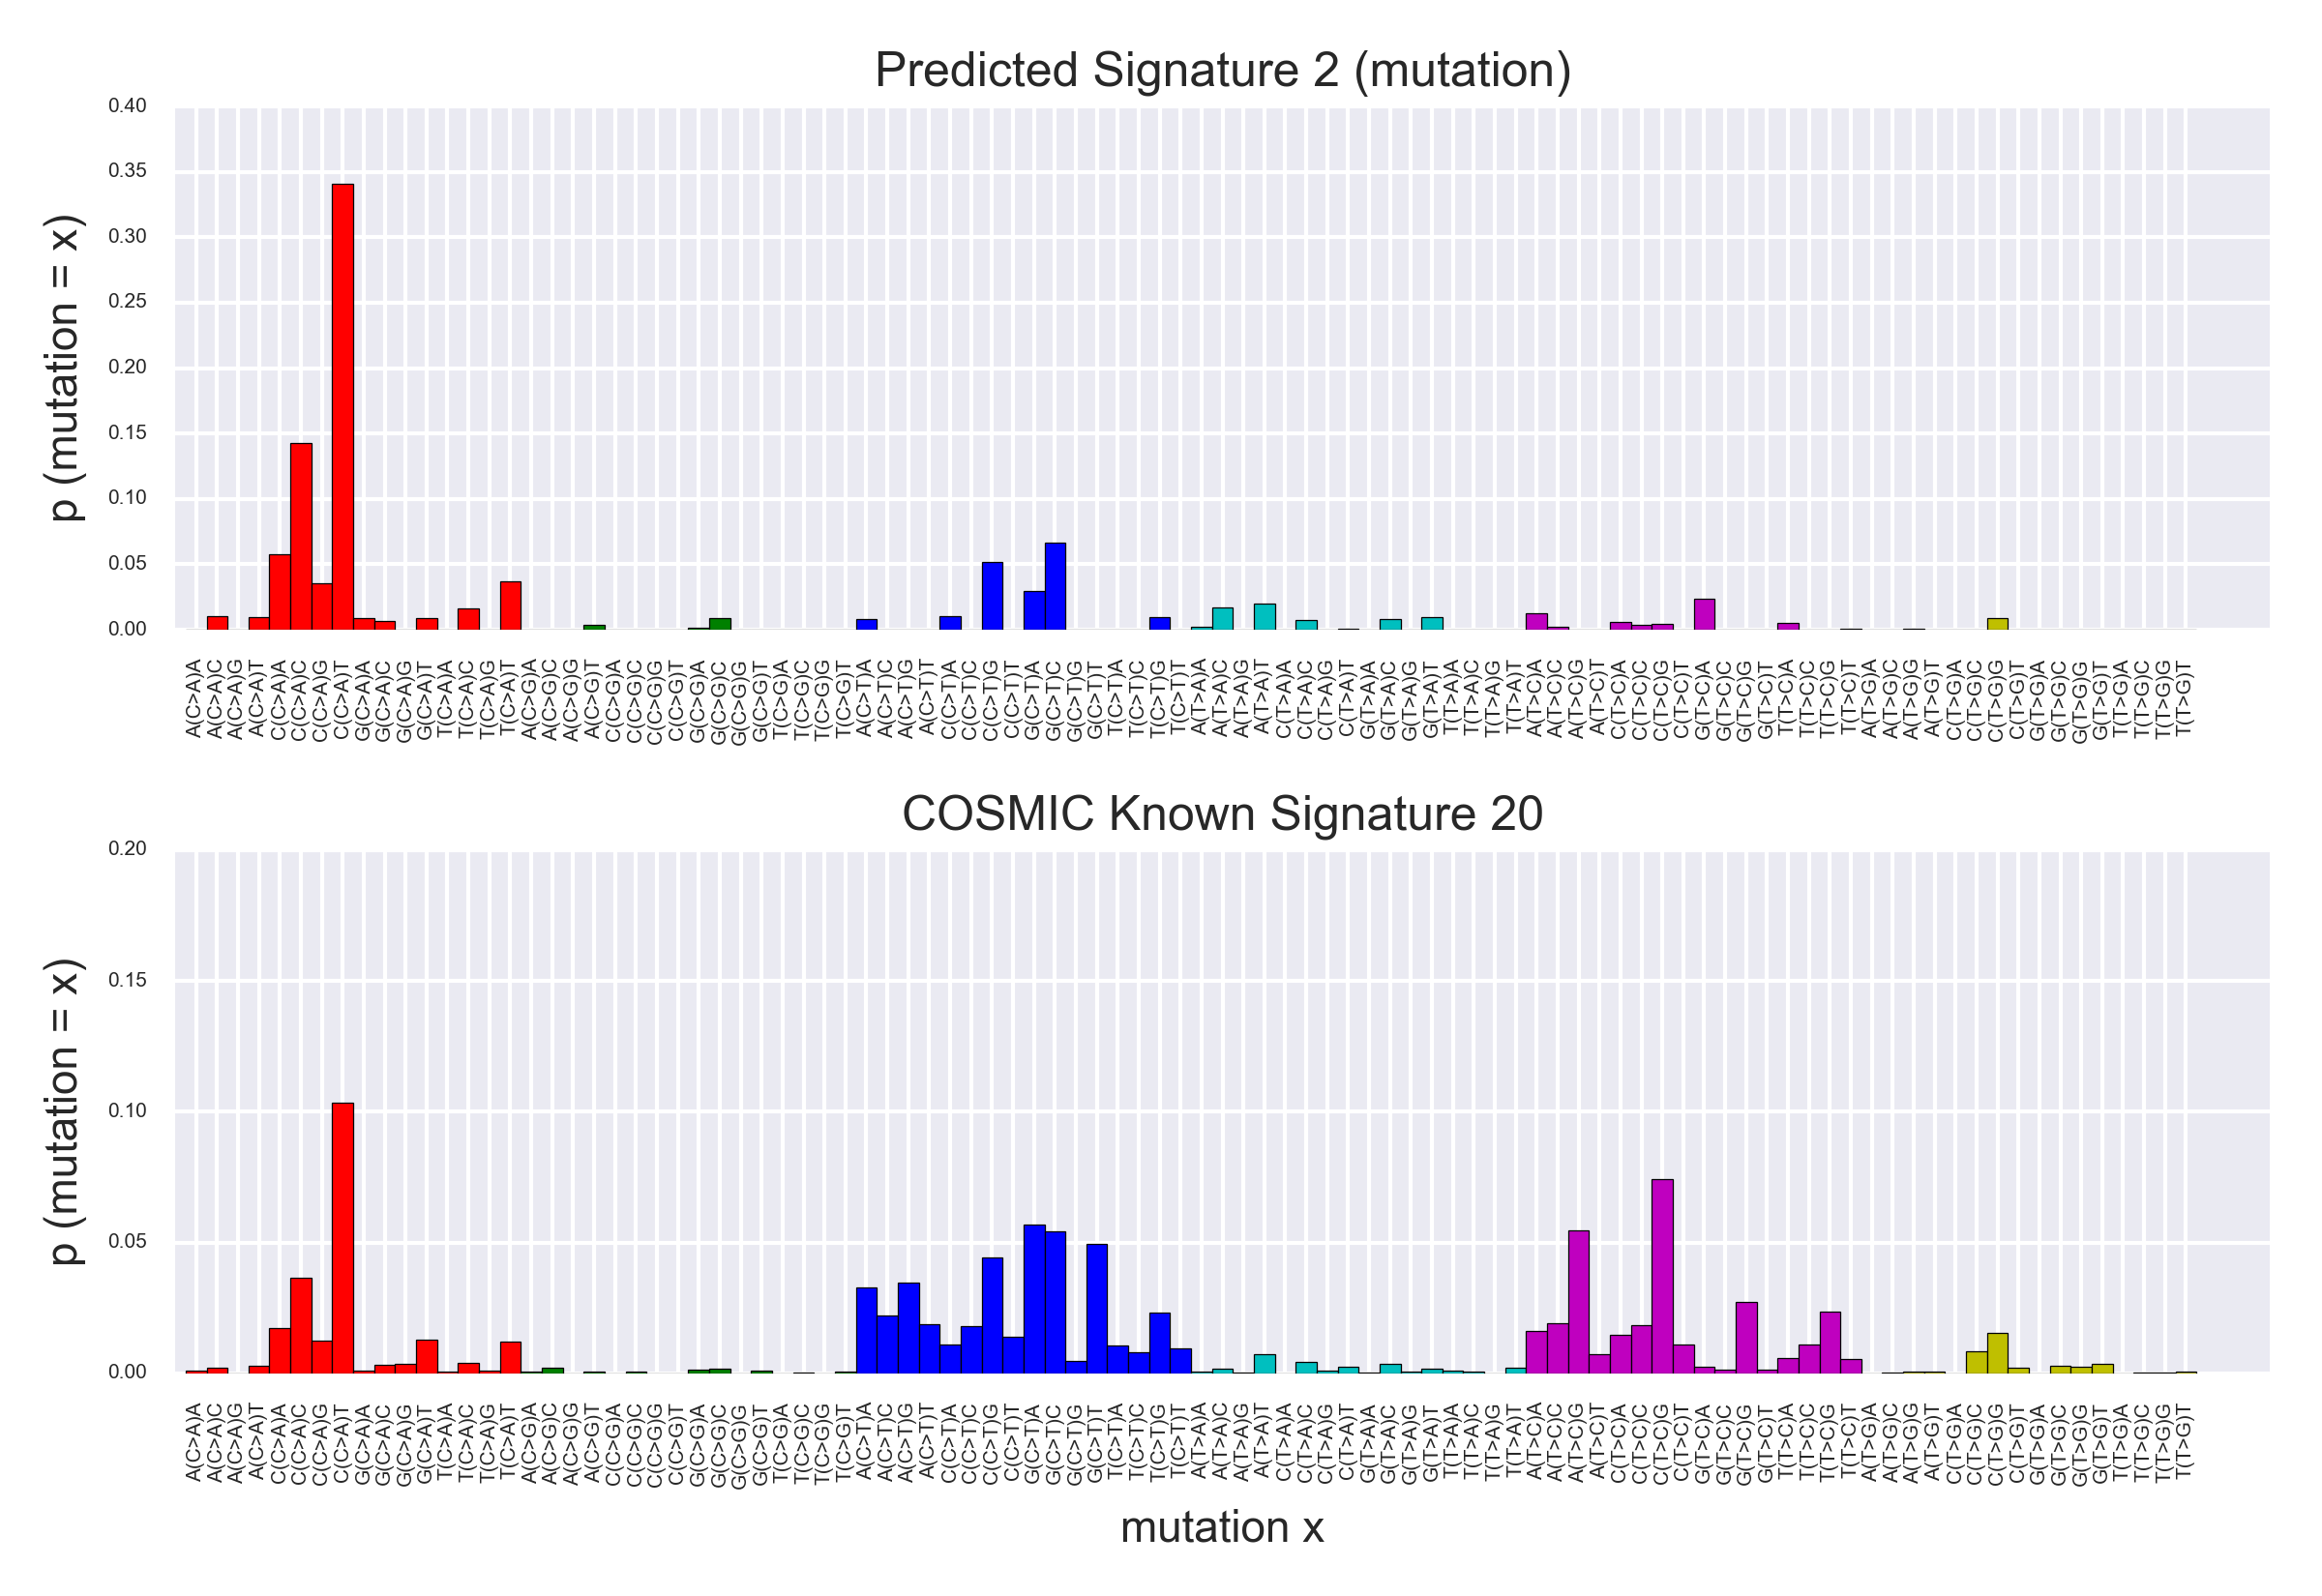 Predicted Signature 2 (mutation)
0.40
0.35
0.30
0.25
0.20
0.15
0.10
0.05
0.00
p (mutation = x)
A(C>A)A A(C>A)C A(C>A)G A(C>A)T C(C>A)A C(C>A)C C(C>A)G C(C>A)T G(C>A)A G(C>A)C G(C>A)G G(C>A)T T(C>A)A T(C>A)C T(C>A)G T(C>A)T A(C>G)A A(C>G)C A(C>G)G A(C>G)T C(C>G)A C(C>G)C C(C>G)G C(C>G)T G(C>G)A G(C>G)C G(C>G)G G(C>G)T T(C>G)A T(C>G)C T(C>G)G T(C>G)T A(C>T)A A(C>T)C A(C>T)G A(C>T)T C(C>T)A C(C>T)C C(C>T)G C(C>T)T G(C>T)A G(C>T)C G(C>T)G G(C>T)T T(C>T)A T(C>T)C T(C>T)G T(C>T)T A(T>A)A A(T>A)C A(T>A)G A(T>A)T C(T>A)A C(T>A)C C(T>A)G C(T>A)T G(T>A)A G(T>A)C G(T>A)G G(T>A)T T(T>A)A T(T>A)C T(T>A)G T(T>A)T A(T>C)A A(T>C)C A(T>C)G A(T>C)T C(T>C)A C(T>C)C C(T>C)G C(T>C)T G(T>C)A G(T>C)C G(T>C)G G(T>C)T T(T>C)A T(T>C)C T(T>C)G T(T>C)T A(T>G)A A(T>G)C A(T>G)G A(T>G)T C(T>G)A C(T>G)C C(T>G)G C(T>G)T G(T>G)A G(T>G)C G(T>G)G G(T>G)T T(T>G)A T(T>G)C T(T>G)G T(T>G)T
COSMIC Known Signature 20
0.20
0.15
0.10
0.05
0.00
p (mutation = x)
A(C>A)A A(C>A)C A(C>A)G A(C>A)T C(C>A)A C(C>A)C C(C>A)G C(C>A)T G(C>A)A G(C>A)C G(C>A)G G(C>A)T T(C>A)A T(C>A)C T(C>A)G T(C>A)T A(C>G)A A(C>G)C A(C>G)G A(C>G)T C(C>G)A C(C>G)C C(C>G)G C(C>G)T G(C>G)A G(C>G)C G(C>G)G G(C>G)T T(C>G)A T(C>G)C T(C>G)G T(C>G)T A(C>T)A A(C>T)C A(C>T)G A(C>T)T C(C>T)A C(C>T)C C(C>T)G C(C>T)T G(C>T)A G(C>T)C G(C>T)G G(C>T)T T(C>T)A T(C>T)C T(C>T)G T(C>T)T A(T>A)A A(T>A)C A(T>A)G A(T>A)T C(T>A)A C(T>A)C C(T>A)G C(T>A)T G(T>A)A G(T>A)C G(T>A)G G(T>A)T T(T>A)A T(T>A)C T(T>A)G T(T>A)T A(T>C)A A(T>C)C A(T>C)G A(T>C)T C(T>C)A C(T>C)C C(T>C)G C(T>C)T G(T>C)A G(T>C)C G(T>C)G G(T>C)T T(T>C)A T(T>C)C T(T>C)G T(T>C)T A(T>G)A A(T>G)C A(T>G)G A(T>G)T C(T>G)A C(T>G)C C(T>G)G C(T>G)T G(T>G)A G(T>G)C G(T>G)G G(T>G)T T(T>G)A T(T>G)C T(T>G)G T(T>G)T
mutation x